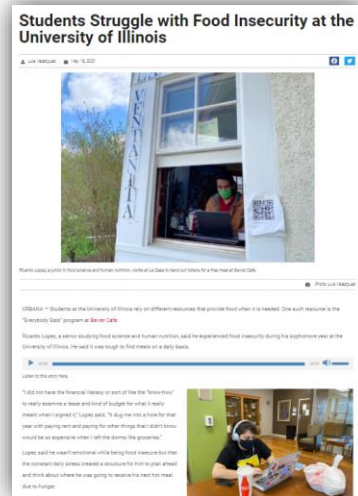 Students Struggle with Food Insecurity at the
University of Illinois
Luis Velazquez May 18, 2021
LA
VENTANITA
Ricardo Lopez, a junior in food science and human nutrition, works at La Casa to hand out tokens for a free meal at Bevier Cafe.
Photo Luis Velazquez
URBANA — Students at the University of Illinois rely on different resources that provide food when it is needed. One such resource is the
"Everybody Eats" program at Bevier Cafe.
Ricardo Lopez, a senior studying food science and human nutrition, said he experienced food insecurity during his sophomore year at the
University of Illinois. He said it was tough to find meals on a daily basis.
Listen to this story here.
"I did not have the financial literacy or sort of like the "know-how"
to really examine a lease and kind of budget for what it really
meant when I signed it," Lopez said. "It dug me into a hole for that
year with paying rent and paying for other things that I didn't know
would be so expensive when I left the dorms like groceries."
Lopez said he wasn't emotional while being food insecure but that
the constant daily stress created a structure for him to plan ahead
and think about where he was going to receive his next this meal
due to hunger.